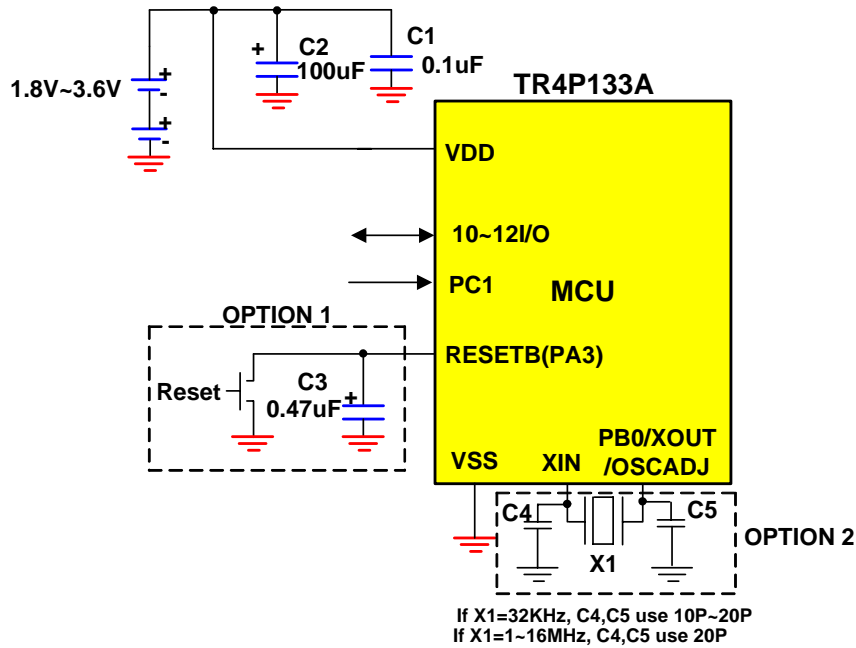 C1
C2
+
100uF
0.1uF
1.8V~3.6V
+
-
+
-
TR4P133A
VDD
10~12I/O
PC1
MCU
OPTION 1
RESETB(PA3)
Reset
C3
+
0.47uF
PB0/XOUT
VSS
XIN
/OSCADJ
C4
C5
X1
OPTION 2
If X1=32KHz, C4,C5 use 10P~20P
If X1=1~16MHz, C4,C5 use 20P